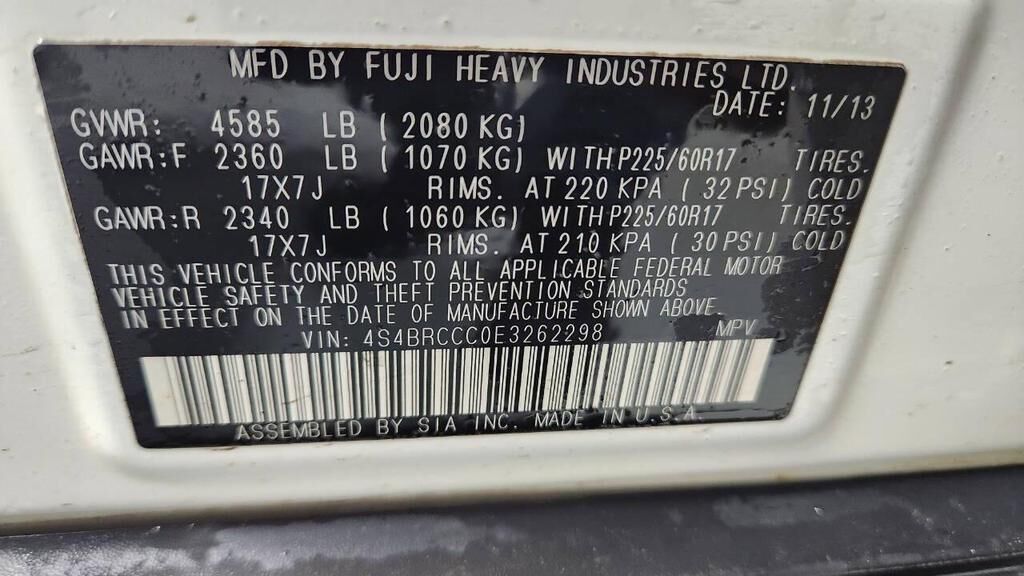 MFD BY FUJI HEAVY INDUSTRIES LTD.
DATE: 11/13
GVWR: 4585 LB (2080 KG)
GAWR:F 2360 LB (1070 KG) WITH P225/60R17 TIRES.
17X7J RIMS. AT 220 KPA (32 PSI) COLD
GAWR:R 2340 LB (1060 KG) WITH P225/60R17 TIRES.
17X7J RIMS. AT 210 KPA (30 PSI) COLD
THIS VEHICLE CONFORMS TO ALL APPLICABLE FEDERAL MOTOR
VEHICLE SAFETY AND THEFT PREVENTION STANDARDS
IN EFFECT ON THE DATE OF MANUFACTURE SHOWN ABOVE.
VIN: 4S4BRCCC0E3262298 MPV
ASSEMBLED BY SIA INC. MADE IN U.S.A.